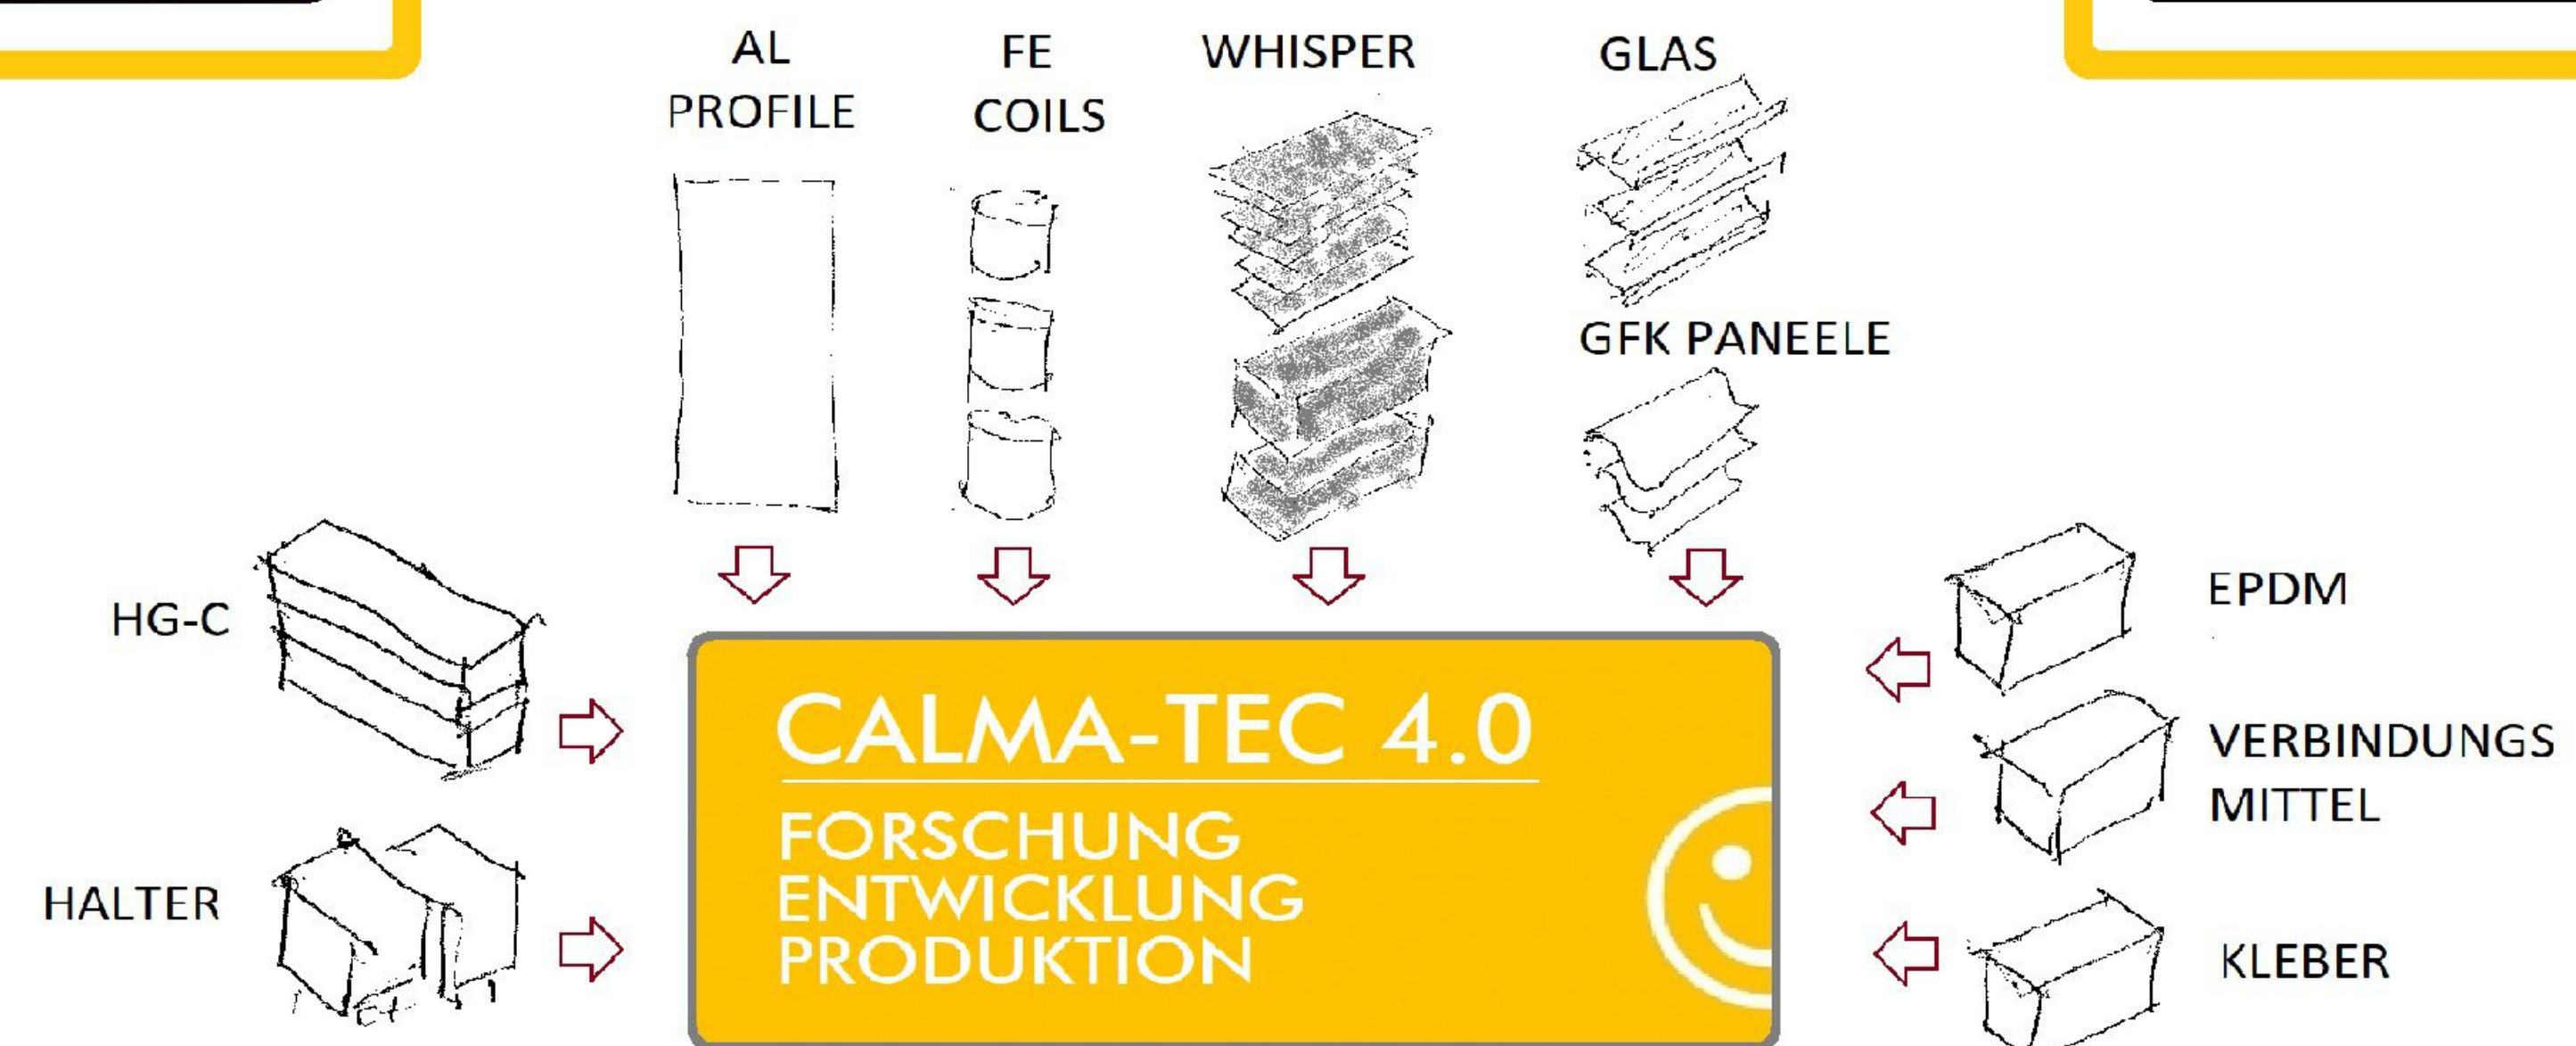 AL
PROFILE
FE
COILS
WHISPER
GLAS
GFK PANEELE
HG-C
HALTER
EPDM
VERBINDUNGS
MITTEL
KLEBER
CALMA-TEC 4.0
FORSCHUNG
ENTWICKLUNG
PRODUKTION